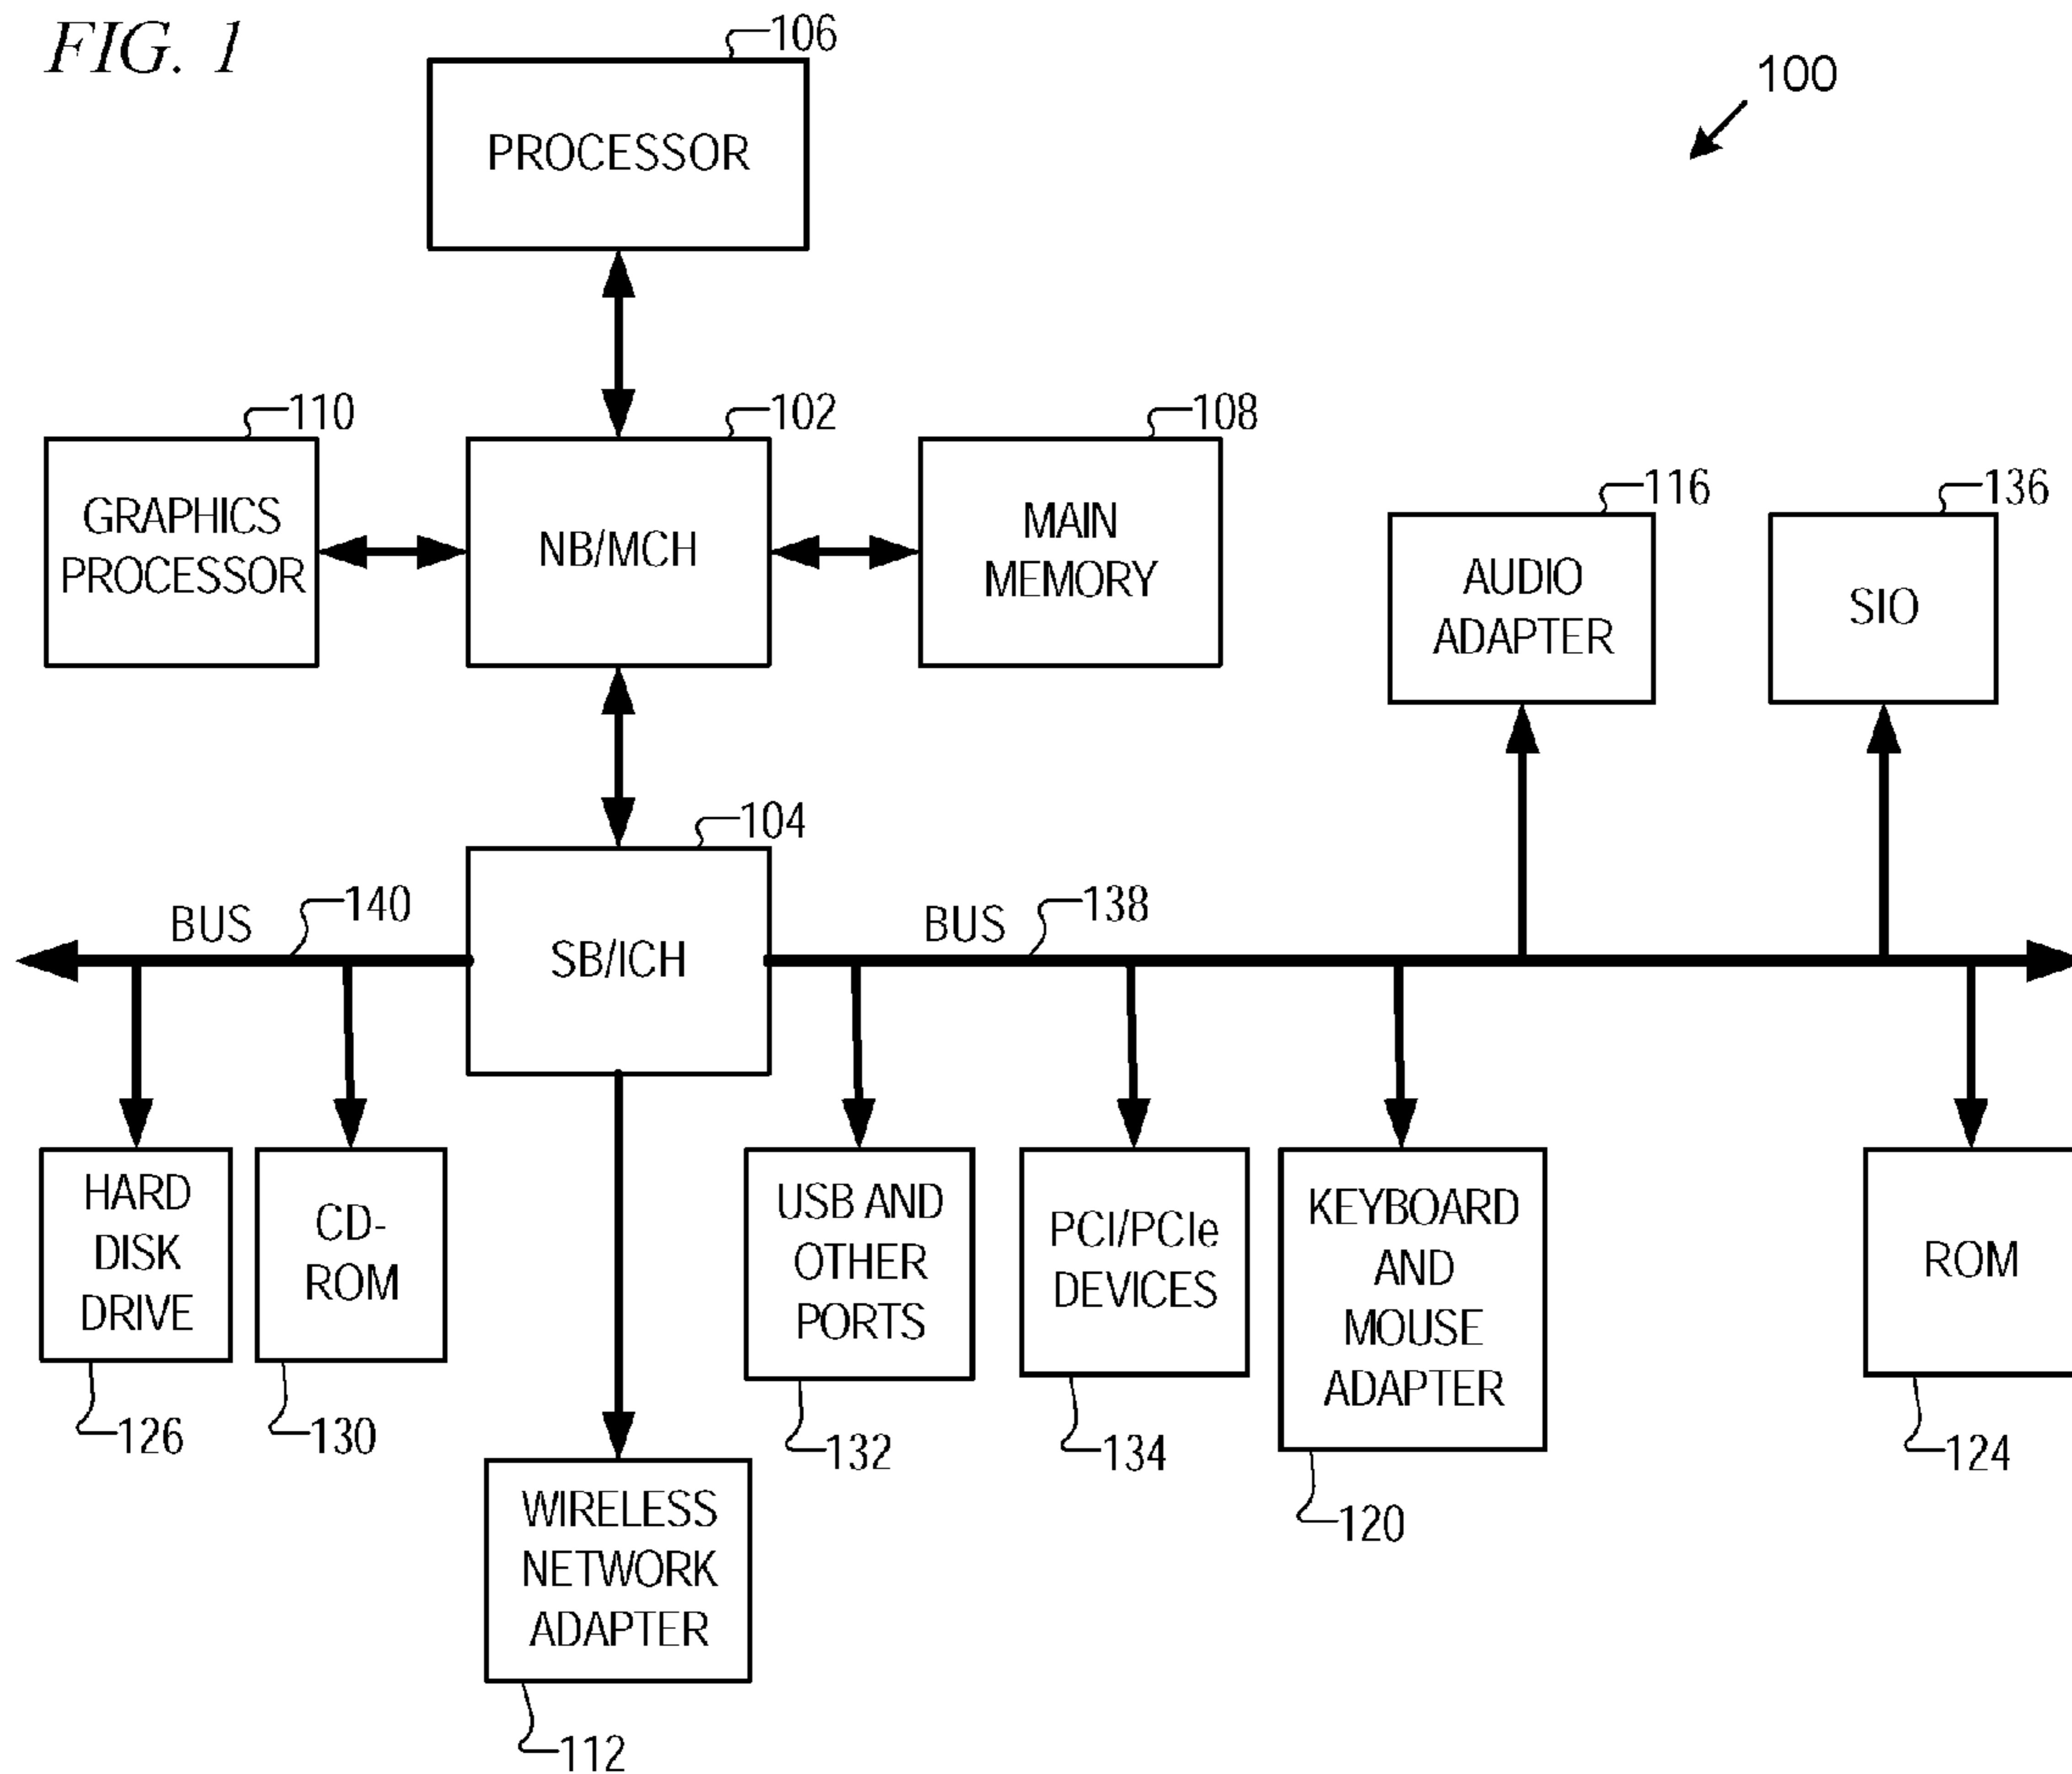 FIG. 1
106
100
PROCESSOR
110
102
108
GRAPHICS
PROCESSOR
NB/MCH
MAIN
MEMORY
116
136
AUDIO
ADAPTER
SIO
104
BUS
140
SB/ICH
BUS
138
HARD
DISK
DRIVE
CD-
ROM
USB AND
OTHER
PORTS
PCI/PCIe
DEVICES
KEYBOARD
AND
MOUSE
ADAPTER
ROM
126
130
132
134
120
124
WIRELESS
NETWORK
ADAPTER
112